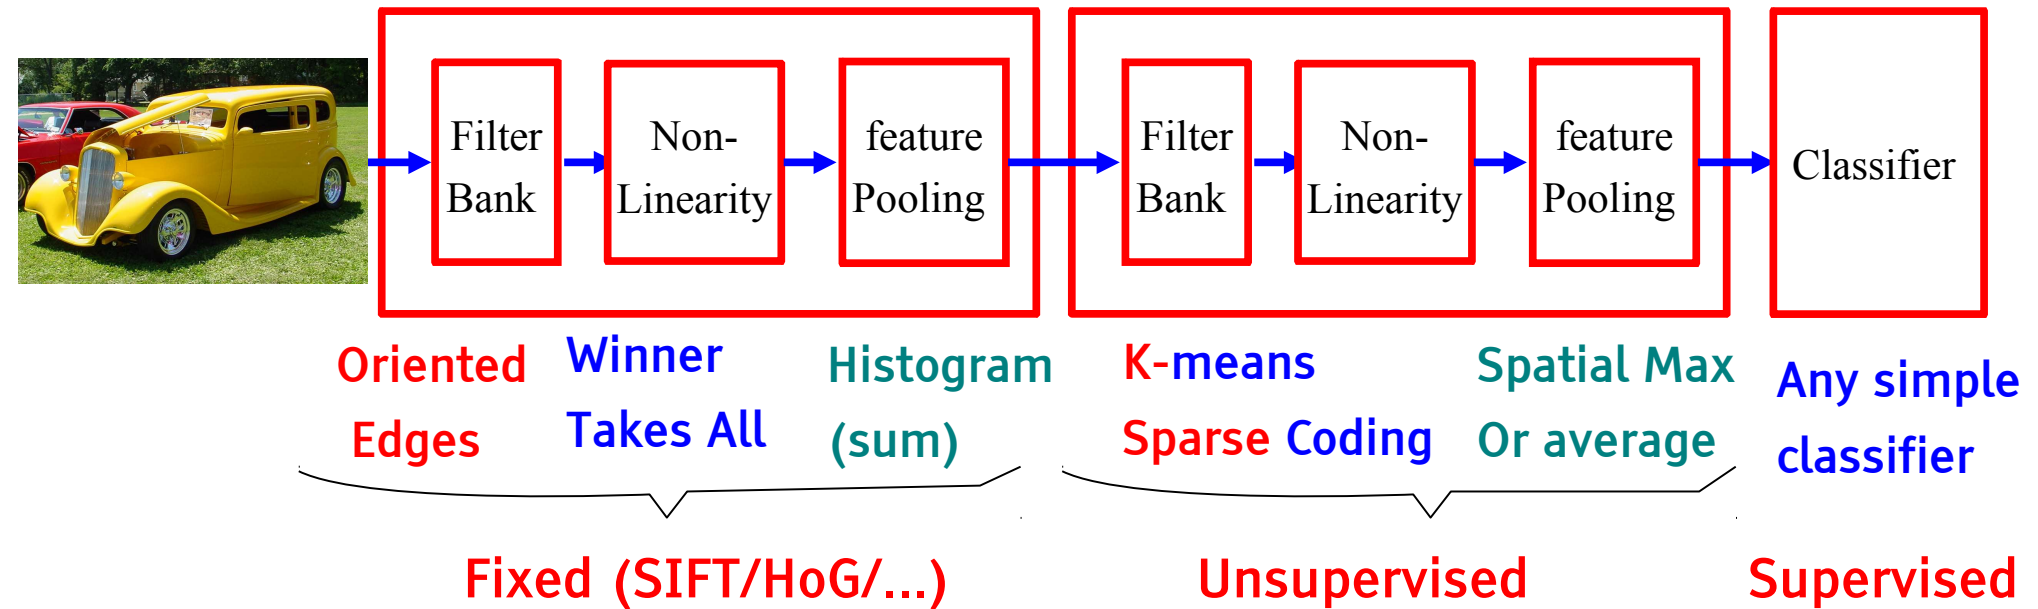 Filter
Bank
Non-
Linearity
feature
Pooling
Filter
Bank
Non-
Linearity
feature
Pooling
Classifier
Oriented
Edges
Winner
Takes All
Histogram
(sum)
K-means
Sparse Coding
Spatial Max
Or average
Any simple
classifier
Fixed (SIFT/HoG/...)
Unsupervised
Supervised